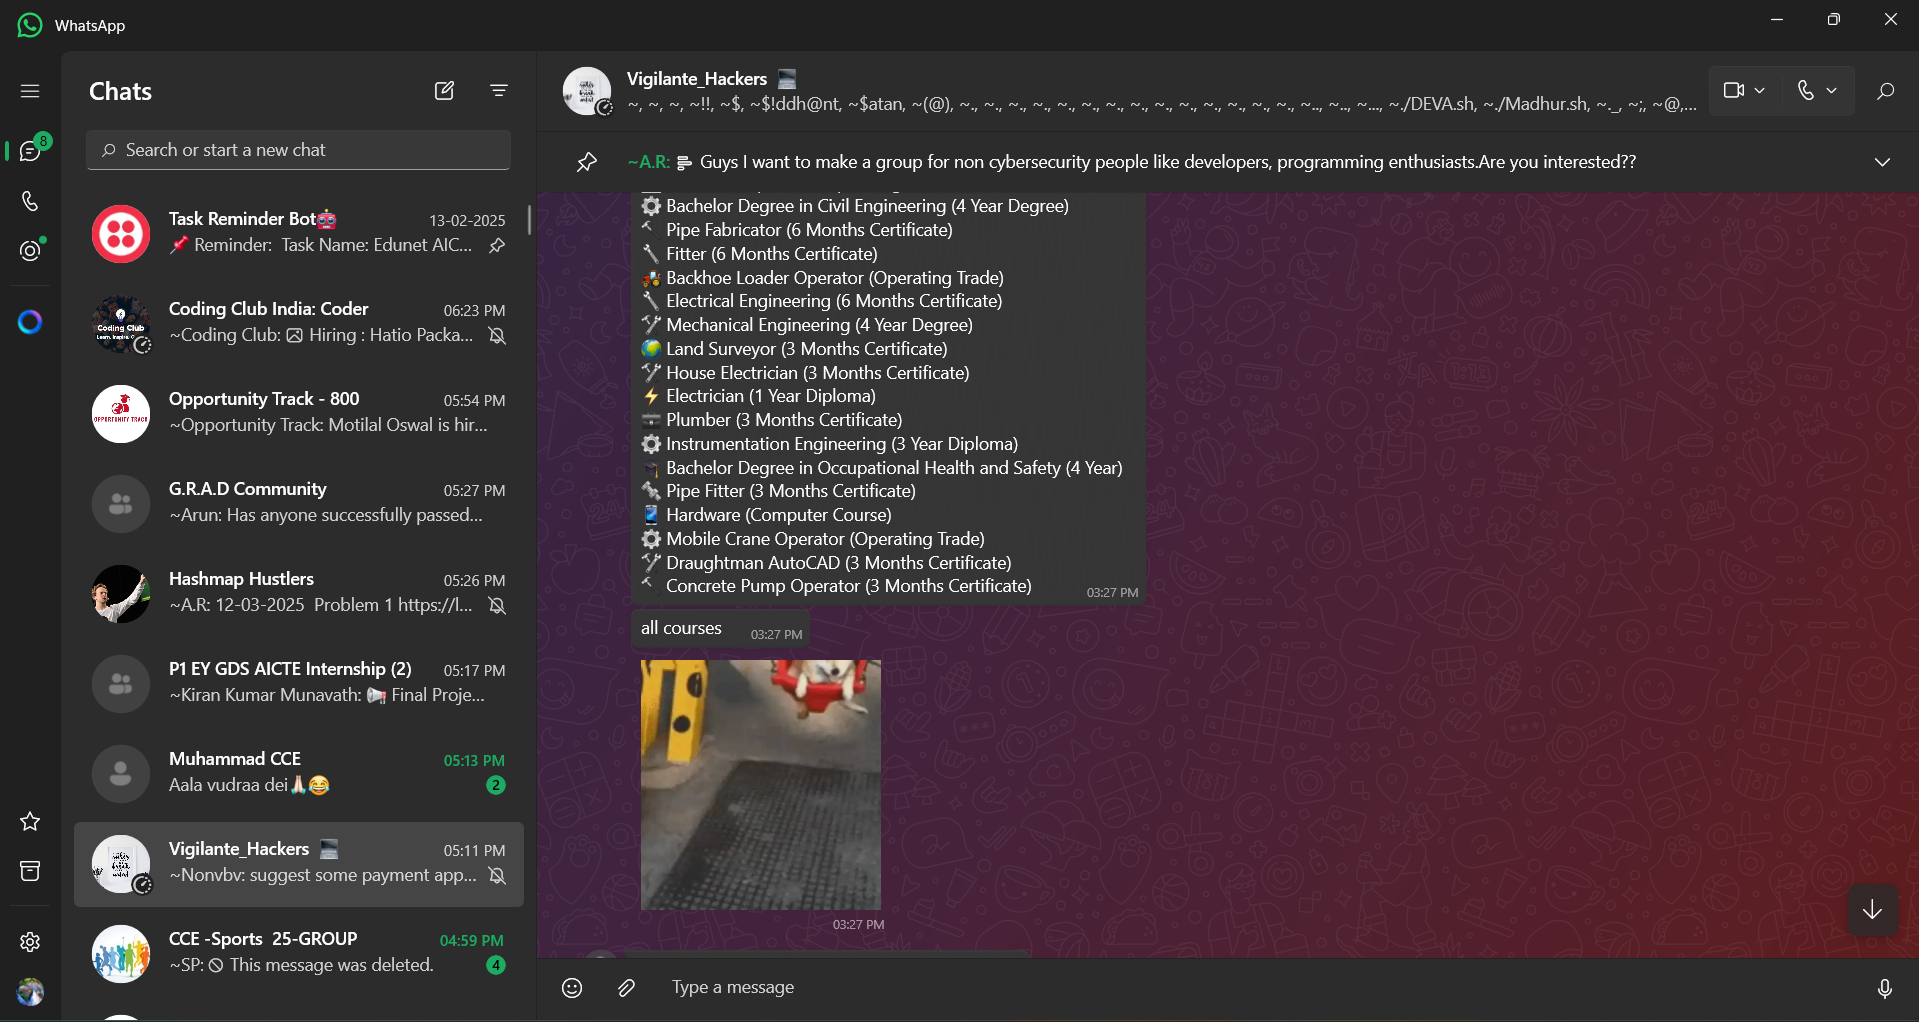 WhatsApp
Chats
Search or start a new chat
8
Task Reminder Bot🤖 13-02-2025
📌 Reminder: Task Name: Edunet AIC...
Coding Club India: Coder 06:23 PM
~Coding Club: Hiring : Hatio Packa...
Coding Club
Opportunity Track - 800 05:54 PM
~Opportunity Track: Motilal Oswal is hir...
OPPORTUNITY TRACK
G.R.A.D Community 05:27 PM
~Arun: Has anyone successfully passed...
Hashmap Hustlers 05:26 PM
~A.R: 12-03-2025 Problem 1 https://l...
P1 EY GDS AICTE Internship (2) 05:17 PM
~Kiran Kumar Munavath: 📢 Final Proje...
Muhammad CCE 05:13 PM
Aala vudraa dei🙏🏻😂 2
Vigilante_Hackers 💻 05:11 PM
~Nonvbv: suggest some payment app...
CCE -Sports 25-GROUP 04:59 PM
~SP: 🚫 This message was deleted. 4
Vigilante_Hackers 💻
~, ~, ~, ~!!, ~$, ~$!ddh@nt, ~$atan, ~(@), ~., ~., ~., ~., ~., ~., ~., ~., ~., ~., ~., ~., ~., ~., ~.., ~.., ~..., ~./DEVA.sh, ~./Madhur.sh, ~._, ~;, ~@,...
~A.R: Guys I want to make a group for non cybersecurity people like developers, programming enthusiasts.Are you interested??
⚙️ Bachelor Degree in Civil Engineering (4 Year Degree)
🔨 Pipe Fabricator (6 Months Certificate)
🔧 Fitter (6 Months Certificate)
🚜 Backhoe Loader Operator (Operating Trade)
🔧 Electrical Engineering (6 Months Certificate)
🛠 Mechanical Engineering (4 Year Degree)
🌍 Land Surveyor (3 Months Certificate)
🛠 House Electrician (3 Months Certificate)
⚡ Electrician (1 Year Diploma)
🧰 Plumber (3 Months Certificate)
⚙️ Instrumentation Engineering (3 Year Diploma)
🎓 Bachelor Degree in Occupational Health and Safety (4 Year)
🔩 Pipe Fitter (3 Months Certificate)
📱 Hardware (Computer Course)
⚙️ Mobile Crane Operator (Operating Trade)
🛠 Draughtman AutoCAD (3 Months Certificate)
🔨 Concrete Pump Operator (3 Months Certificate)
03:27 PM
all courses 03:27 PM
03:27 PM
Type a message